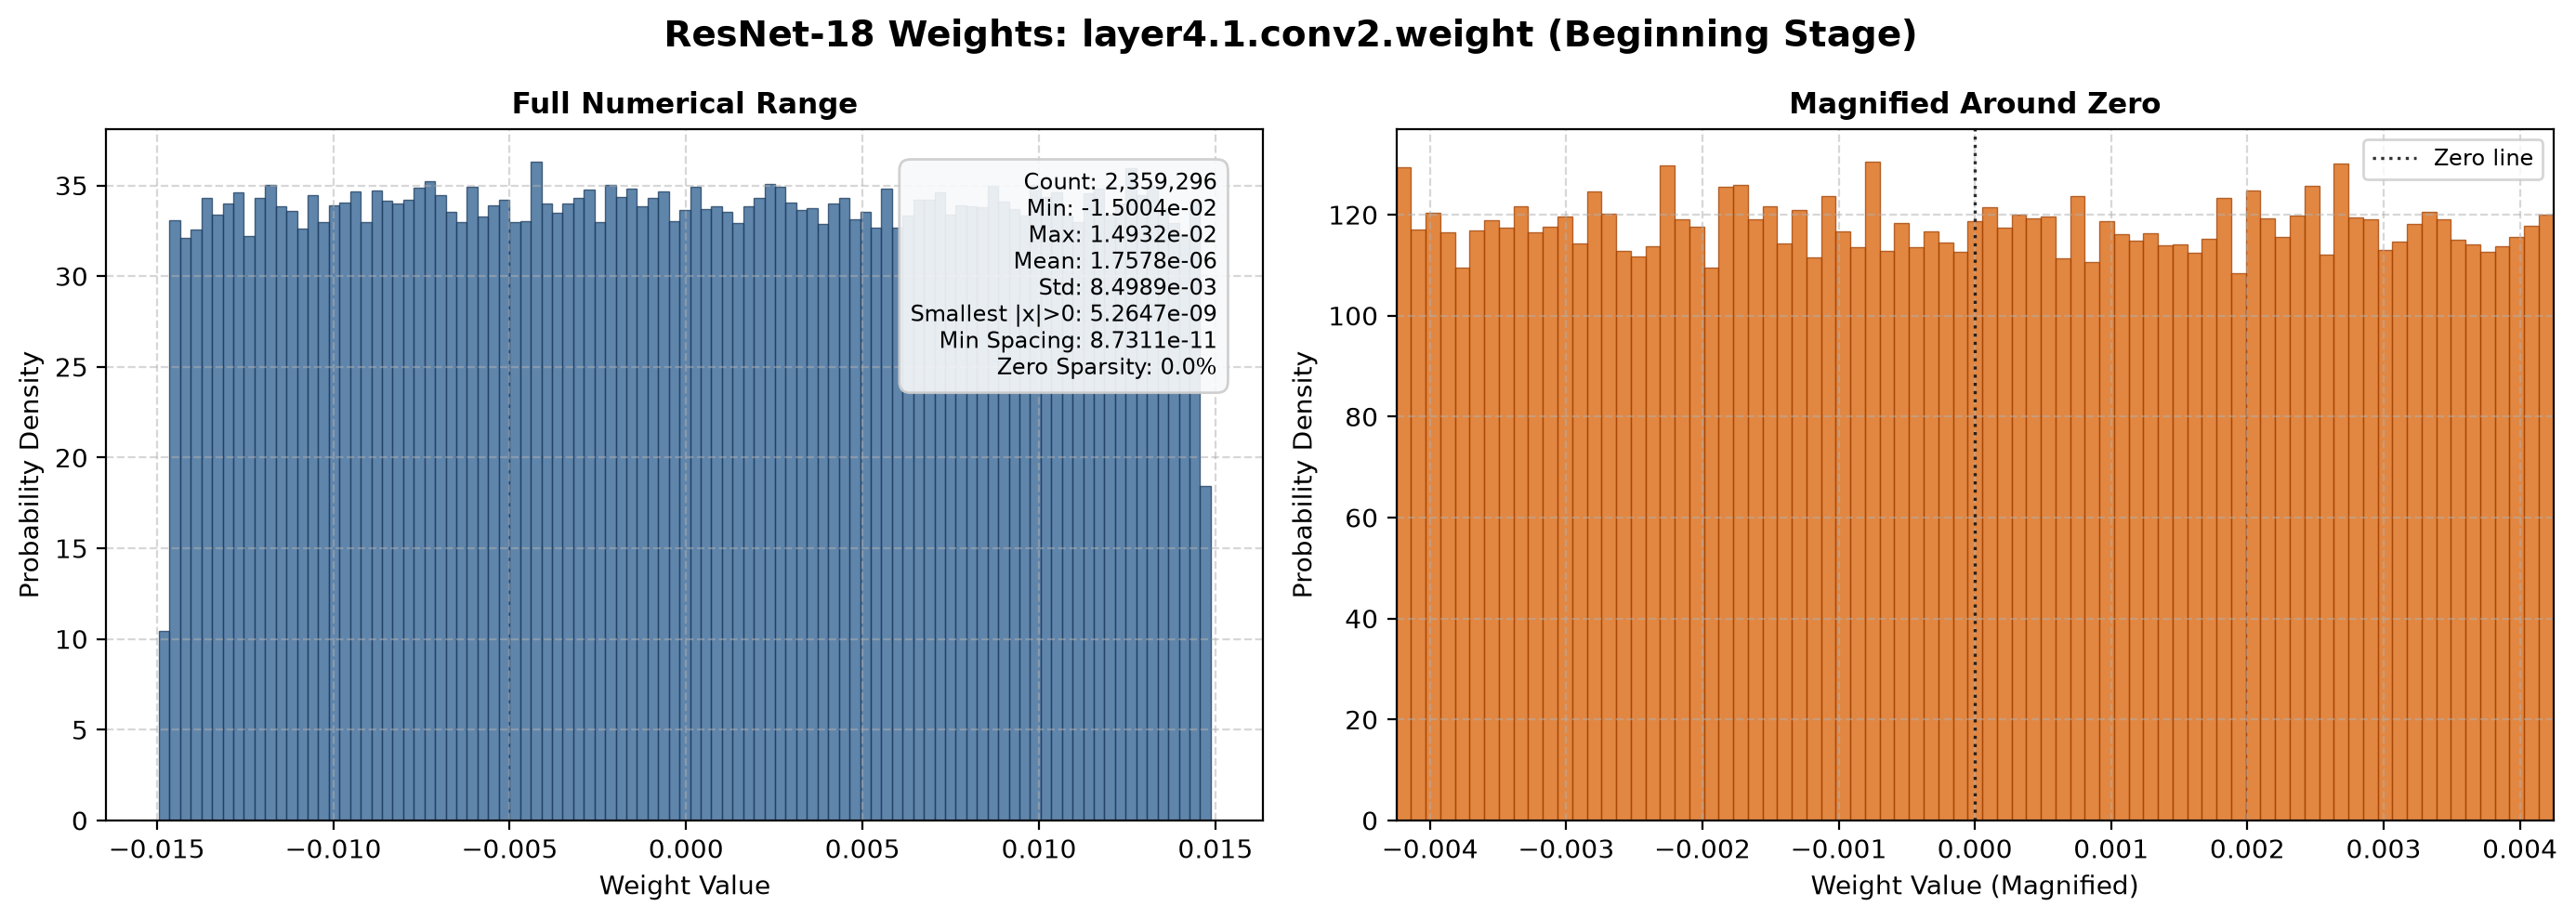 ResNet-18 Weights: layer4.1.conv2.weight (Beginning Stage)
Full Numerical Range
Probability Density
35
30
25
20
15
10
5
0
Count: 2,359,296
Min: -1.5004e-02
Max: 1.4932e-02
Mean: 1.7578e-06
Std: 8.4989e-03
Smallest |x|>0: 5.2647e-09
Min Spacing: 8.7311e-11
Zero Sparsity: 0.0%
−0.015 −0.010 −0.005 0.000 0.005 0.010 0.015
Weight Value
Magnified Around Zero
Probability Density
120
100
80
60
40
20
0
Zero line
−0.004 −0.003 −0.002 −0.001 0.000 0.001 0.002 0.003 0.004
Weight Value (Magnified)